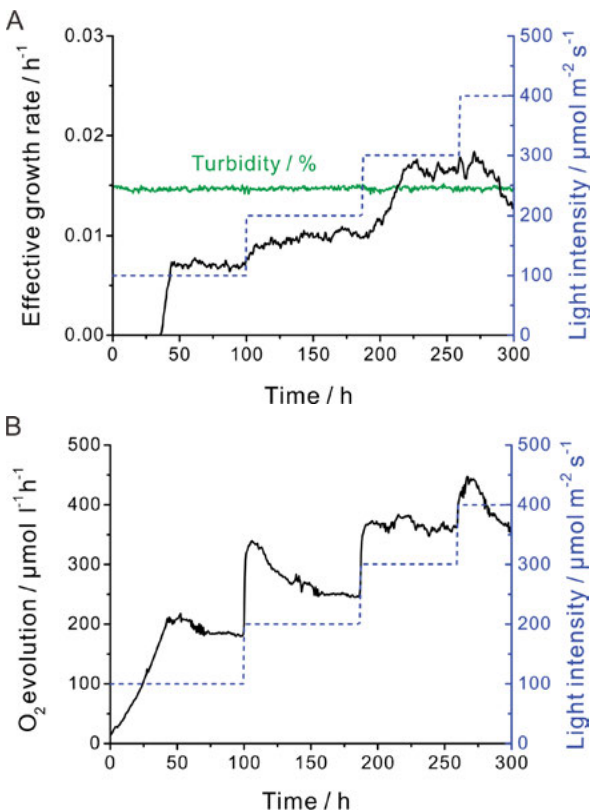 A
Effective growth rate / h⁻¹
0.03
0.02
0.01
0.00
Turbidity / %
500
400
300
200
100
0
Light intensity / μmol m⁻² s⁻¹
0 50 100 150 200 250 300
Time / h
B
O₂ evolution / μmol l⁻¹h⁻¹
500
400
300
200
100
0
500
400
300
200
100
0
Light intensity / μmol m⁻² s⁻¹
0 50 100 150 200 250 300
Time / h